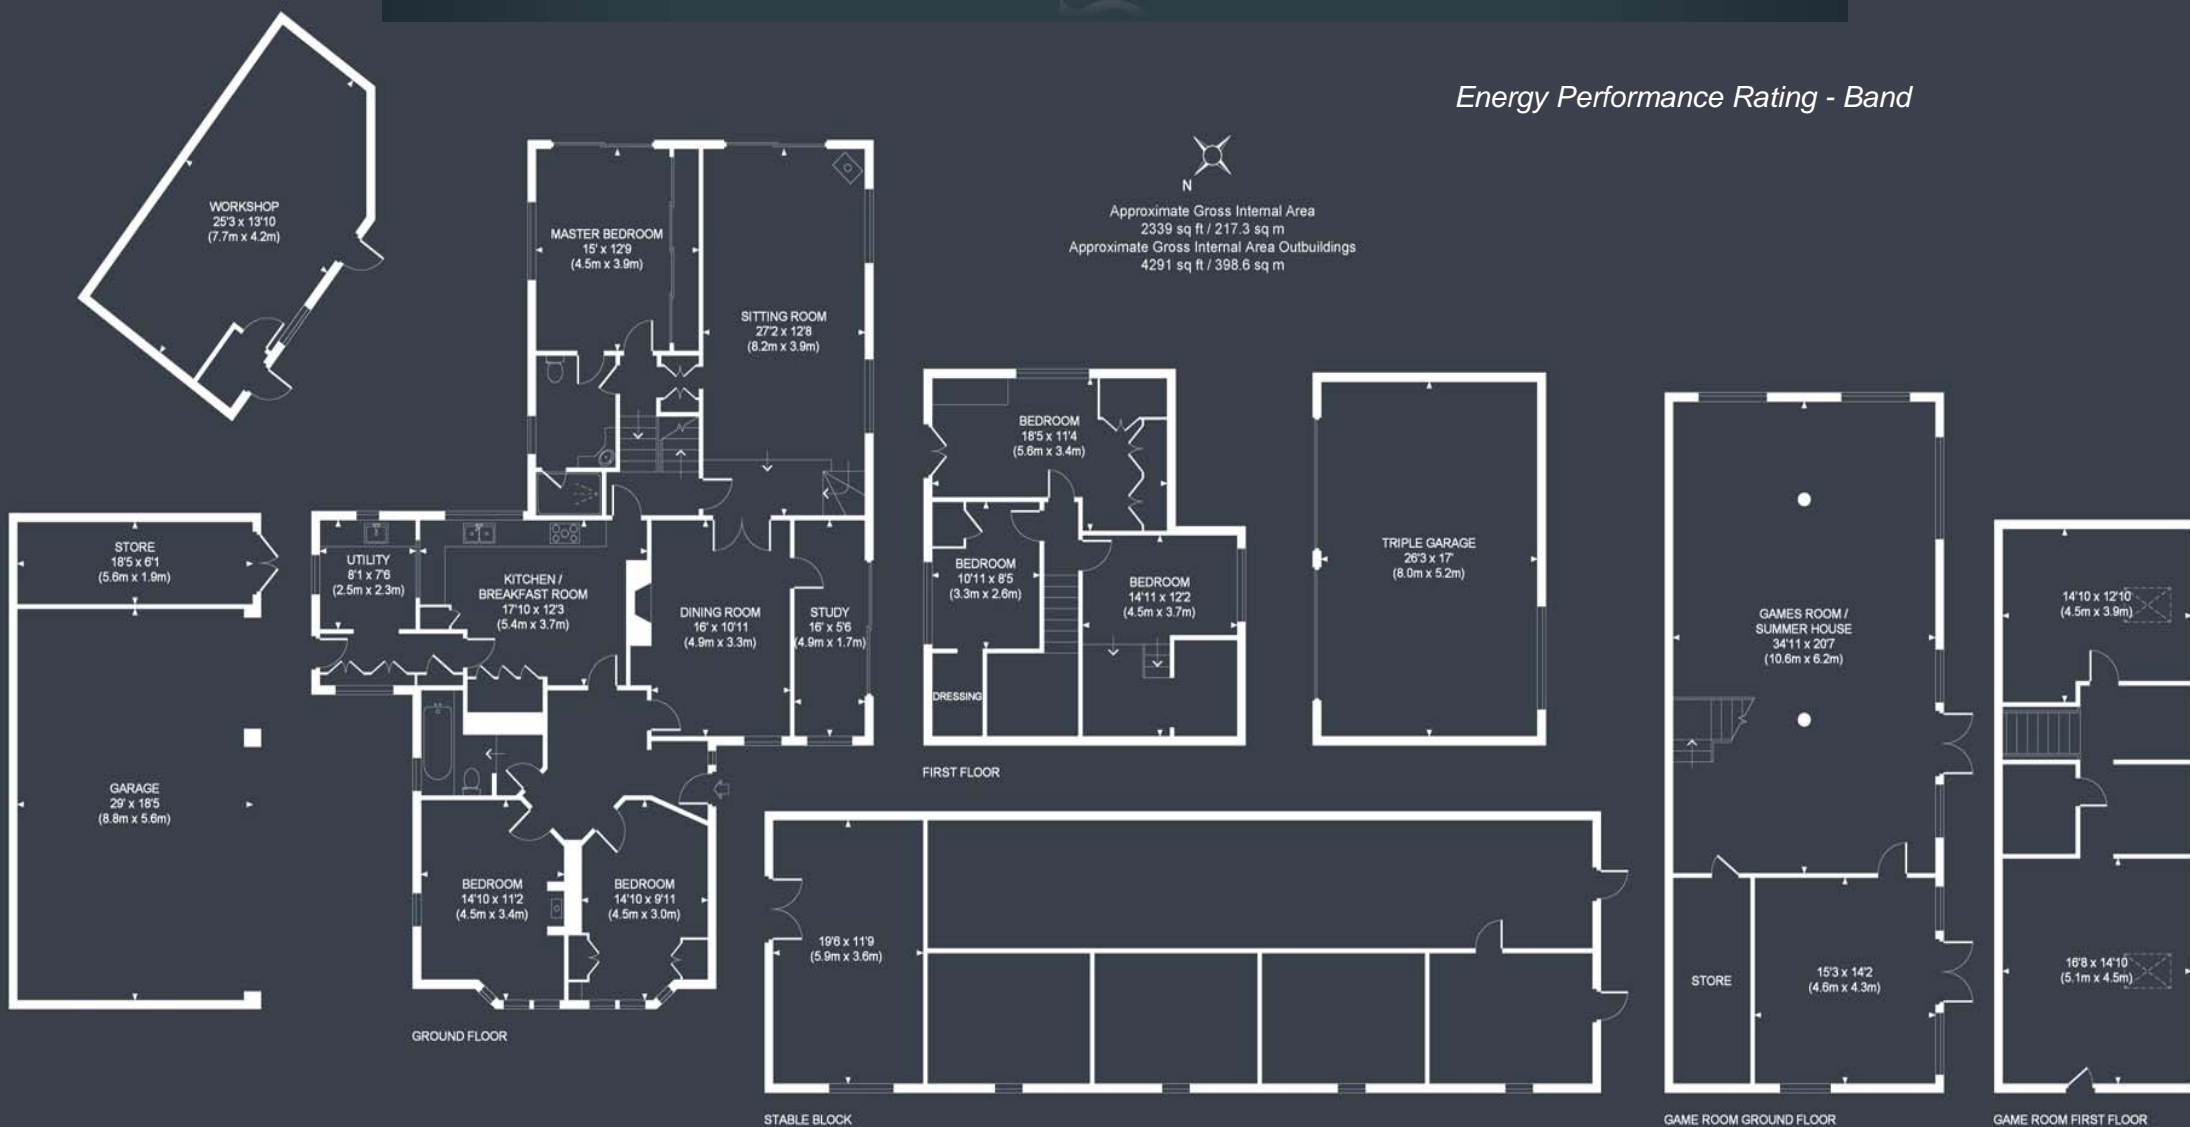 Energy Performance Rating - Band
N
Approximate Gross Internal Area
2339 sq ft / 217.3 sq m
Approximate Gross Internal Area Outbuildings
4291 sq ft / 398.6 sq m
WORKSHOP
25'3 x 13'10
(7.7m x 4.2m)
MASTER BEDROOM
15' x 12'9
(4.5m x 3.9m)
SITTING ROOM
27'2 x 12'8
(8.2m x 3.9m)
STORE
18'5 x 6'1
(5.6m x 1.9m)
UTILITY
8'1 x 7'6
(2.5m x 2.3m)
KITCHEN /
BREAKFAST ROOM
17'10 x 12'3
(5.4m x 3.7m)
DINING ROOM
16' x 10'11
(4.9m x 3.3m)
STUDY
16' x 5'6
(4.9m x 1.7m)
GARAGE
29' x 18'5
(8.8m x 5.6m)
BEDROOM
14'10 x 11'2
(4.5m x 3.4m)
BEDROOM
14'10 x 9'11
(4.5m x 3.0m)
GROUND FLOOR
BEDROOM
18'5 x 11'4
(5.6m x 3.4m)
BEDROOM
10'11 x 8'5
(3.3m x 2.6m)
BEDROOM
14'11 x 12'2
(4.5m x 3.7m)
DRESSING
FIRST FLOOR
TRIPLE GARAGE
26'3 x 17'
(8.0m x 5.2m)
19'6 x 11'9
(5.9m x 3.6m)
STABLE BLOCK
GAMES ROOM /
SUMMER HOUSE
34'11 x 20'7
(10.6m x 6.2m)
STORE
15'3 x 14'2
(4.6m x 4.3m)
GAME ROOM GROUND FLOOR
14'10 x 12'10
(4.5m x 3.9m)
16'8 x 14'10
(5.1m x 4.5m)
GAME ROOM FIRST FLOOR